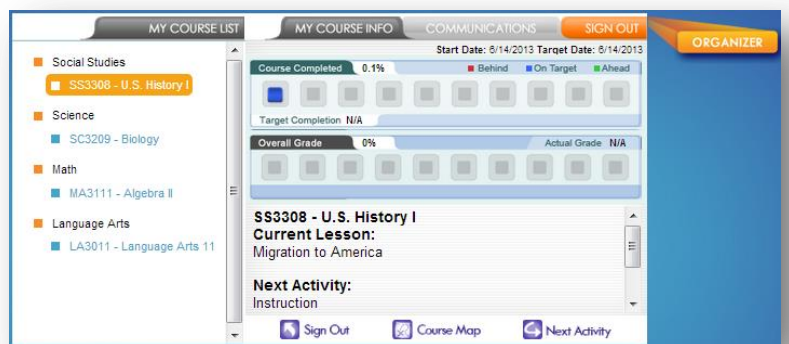 MY COURSE LIST
MY COURSE INFO
COMMUNICATIONS
SIGN OUT
ORGANIZER
Social Studies
SS3308 - U.S. History I
Science
SC3209 - Biology
Math
MA3111 - Algebra II
Language Arts
LA3011 - Language Arts 11
Start Date: 6/14/2013 Target Date: 6/14/2013
Course Completed 0.1% Behind On Target Ahead
Target Completion N/A
Overall Grade 0% Actual Grade N/A
SS3308 - U.S. History I
Current Lesson:
Migration to America
Next Activity:
Instruction
Sign Out Course Map Next Activity